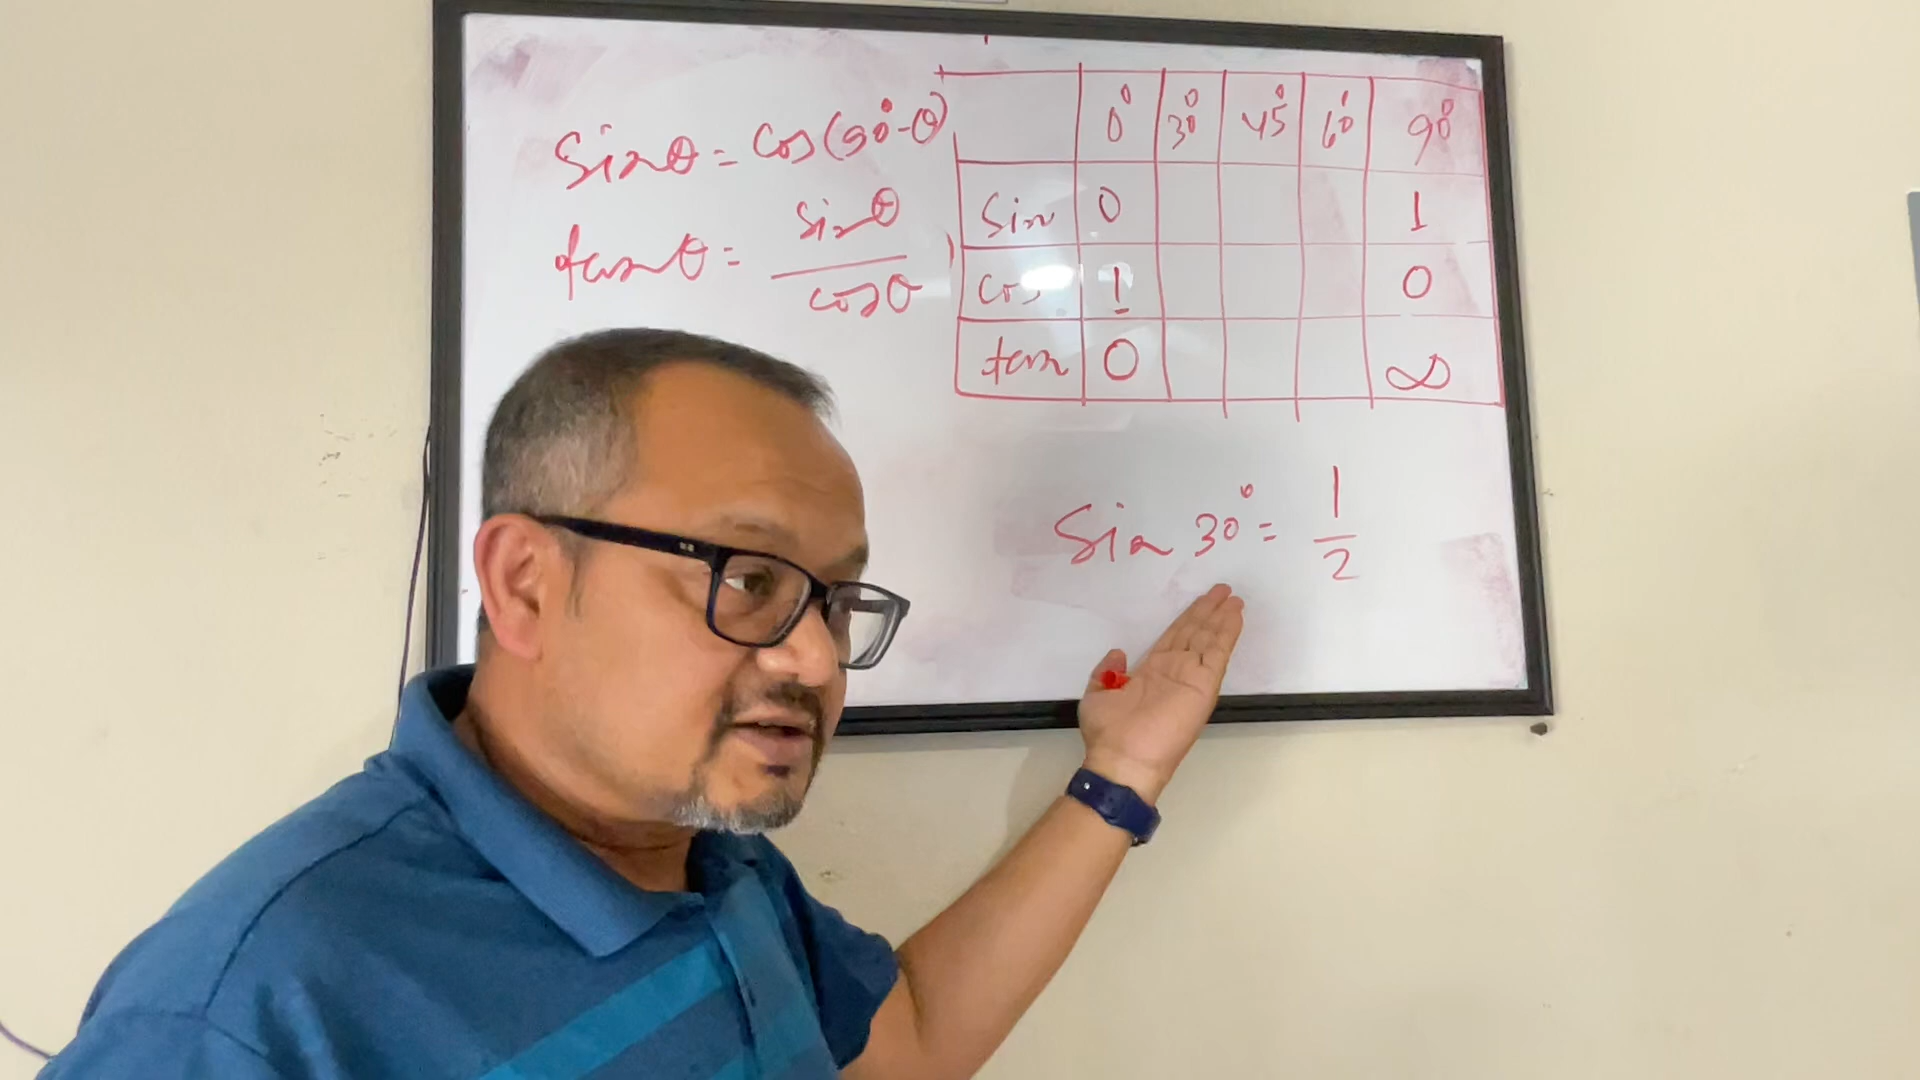 sinθ = cos(90°-θ)
tanθ = sinθ / cosθ
0° 30° 45° 60° 90°
Sin 0 1
Cos 1 0
tan 0 ∞
Sin 30° = 1/2